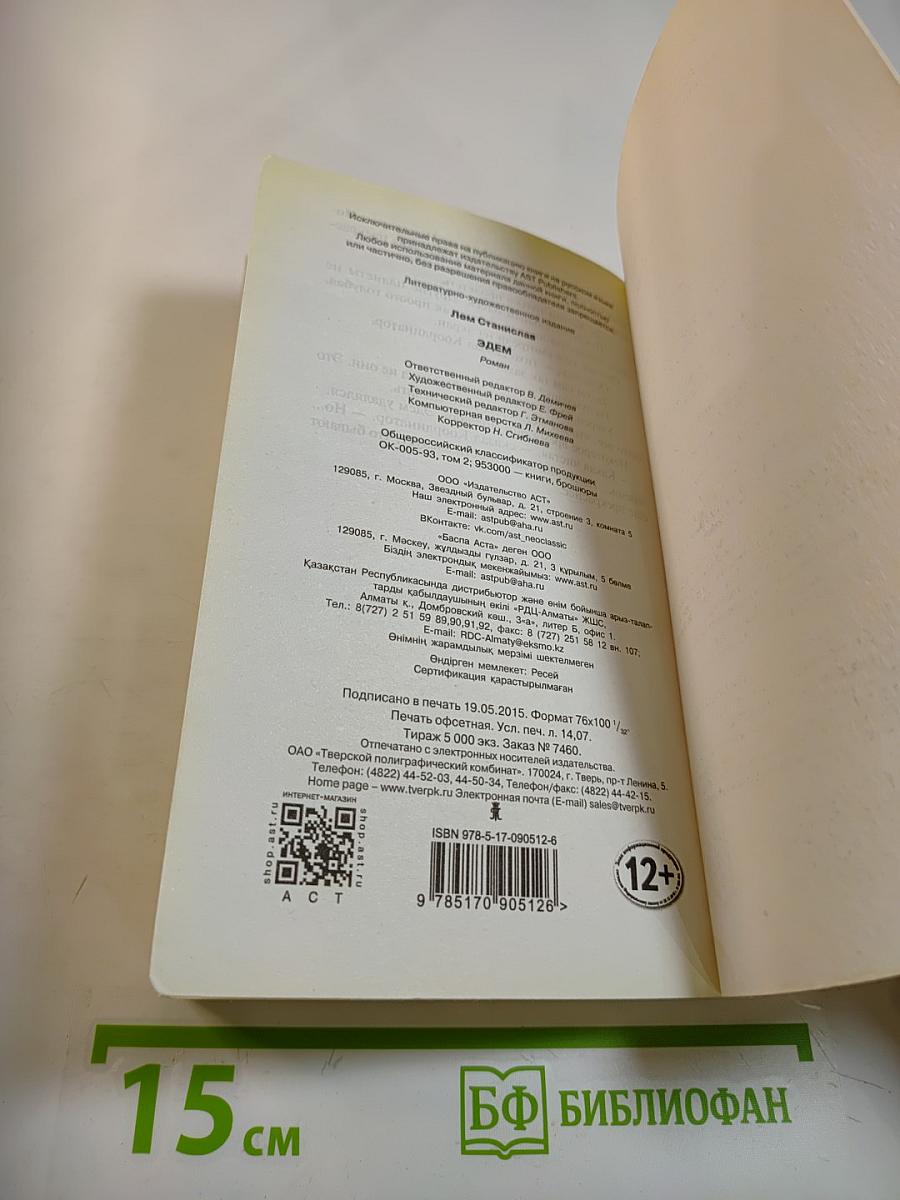 Исключительные права на публикацию книги на русском языке
принадлежат издательству AST Publishers.
Любое использование материала данной книги, полностью
или частично, без разрешения правообладателя запрещается.
Литературно-художественное издание
Лем Станислав
ЭДЕМ
Роман
Ответственный редактор В. Демичев
Художественный редактор Е. Фрей
Технический редактор Г. Этманова
Компьютерная верстка Л. Михеева
Корректор Н. Сгибнева
Общероссийский классификатор продукции
ОК-005-93, том 2; 953000 — книги, брошюры
ООО «Издательство АСТ»
129085, г. Москва, Звездный бульвар, д. 21, строение 3, комната 5
Наш электронный адрес: www.ast.ru
E-mail: astpub@aha.ru
ВКонтакте: vk.com/ast_neoclassic
«Баспа Аста» деген ООО
129085, г. Мәскеу, жұлдызды гүлзар, д. 21, 3 құрылым, 5 бөлме
Біздің электрондық мекенжайымыз: www.ast.ru
E-mail: astpub@aha.ru
Қазақстан Республикасында дистрибьютор және өнім бойынша арыз-талап-
тарды қабылдаушының өкілі «РДЦ-Алматы» ЖШС,
Алматы қ., Домбровский көш., 3«а», литер Б, офис 1.
Тел.: 8(727) 2 51 59 89,90,91,92, факс: 8 (727) 251 58 12 вн. 107;
E-mail: RDC-Almaty@eksmo.kz
Өнімнің жарамдылық мерзімі шектелмеген
Өндірген мемлекет: Ресей
Сертификация қарастырылмаған
Подписано в печать 19.05.2015. Формат 76x100 1/32.
Печать офсетная. Усл. печ. л. 14,07.
Тираж 5 000 экз. Заказ № 7460.
Отпечатано с электронных носителей издательства.
ОАО «Тверской полиграфический комбинат». 170024, г. Тверь, пр-т Ленина, 5.
Телефон: (4822) 44-52-03, 44-50-34, Телефон/факс: (4822) 44-42-15.
Home page – www.tverpk.ru Электронная почта (E-mail) sales@tverpk.ru
ИНТЕРНЕТ-МАГАЗИН
shop.ast.ru
shop.ast.ru
АСТ
ISBN 978-5-17-090512-6
9 785170 905126 >
12+
15 см
БФ БИБЛИОФАН